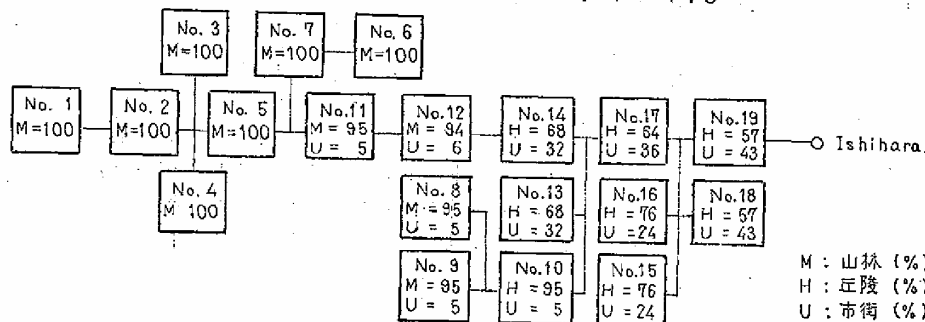 No. 3
M=100
No. 7
M=100
No. 6
M=100
No. 1
M=100
No. 2
M=100
No. 5
M=100
No.11
M = 95
U = 5
No.12
M = 94
U = 6
No.14
H = 68
U = 32
No.17
H = 64
U = 36
No.19
H = 57
U = 43
Ishihara
No. 4
M 100
No. 8
M = 95
U = 5
No.13
H = 68
U = 32
No.16
H = 76
U = 24
No.18
H = 57
U = 43
No. 9
M = 95
U = 5
No.10
H = 95
U = 5
No.15
H = 76
U = 24
M : 山林 (%)
H : 丘陵 (%)
U : 市街 (%)